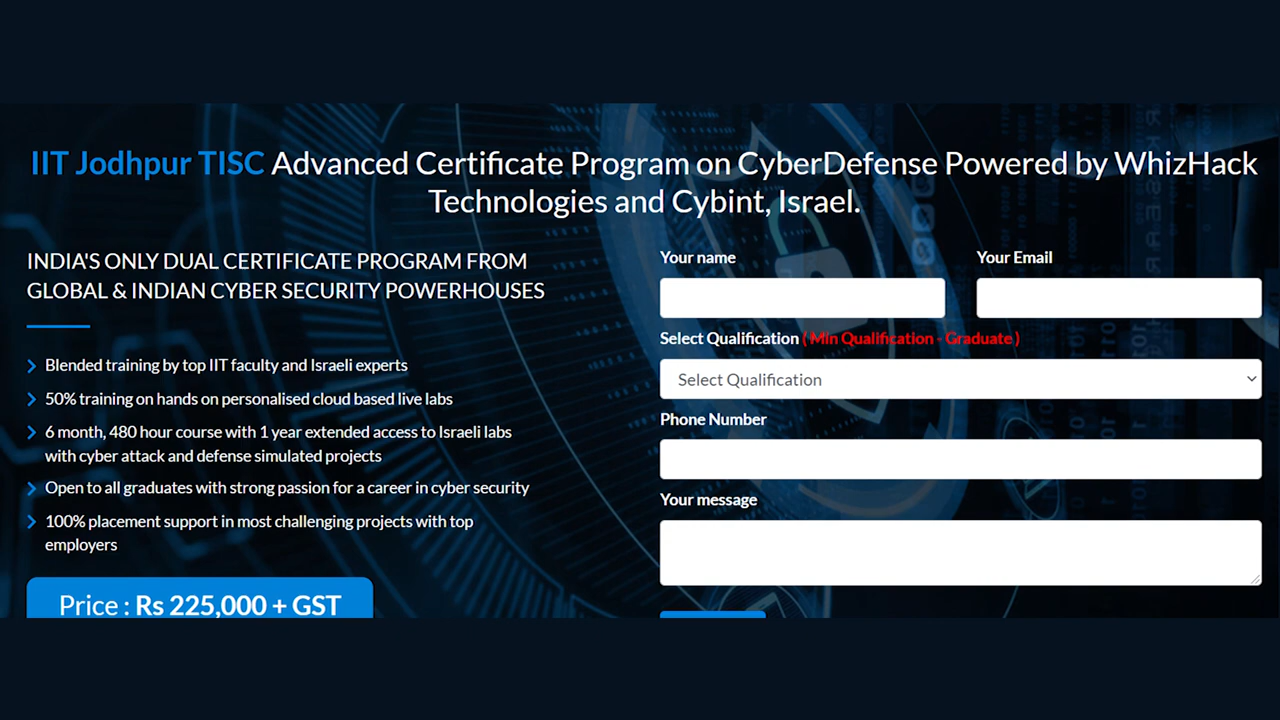 IIT Jodhpur TISC Advanced Certificate Program on CyberDefense Powered by WhizHack
Technologies and Cybint, Israel.
INDIA'S ONLY DUAL CERTIFICATE PROGRAM FROM
GLOBAL & INDIAN CYBER SECURITY POWERHOUSES
Blended training by top IIT faculty and Israeli experts
50% training on hands on personalised cloud based live labs
6 month, 480 hour course with 1 year extended access to Israeli labs
with cyber attack and defense simulated projects
Open to all graduates with strong passion for a career in cyber security
100% placement support in most challenging projects with top
employers
Price : Rs 225,000 + GST
Your name
Your Email
Select Qualification ( Min Qualification - Graduate )
Select Qualification
Phone Number
Your message